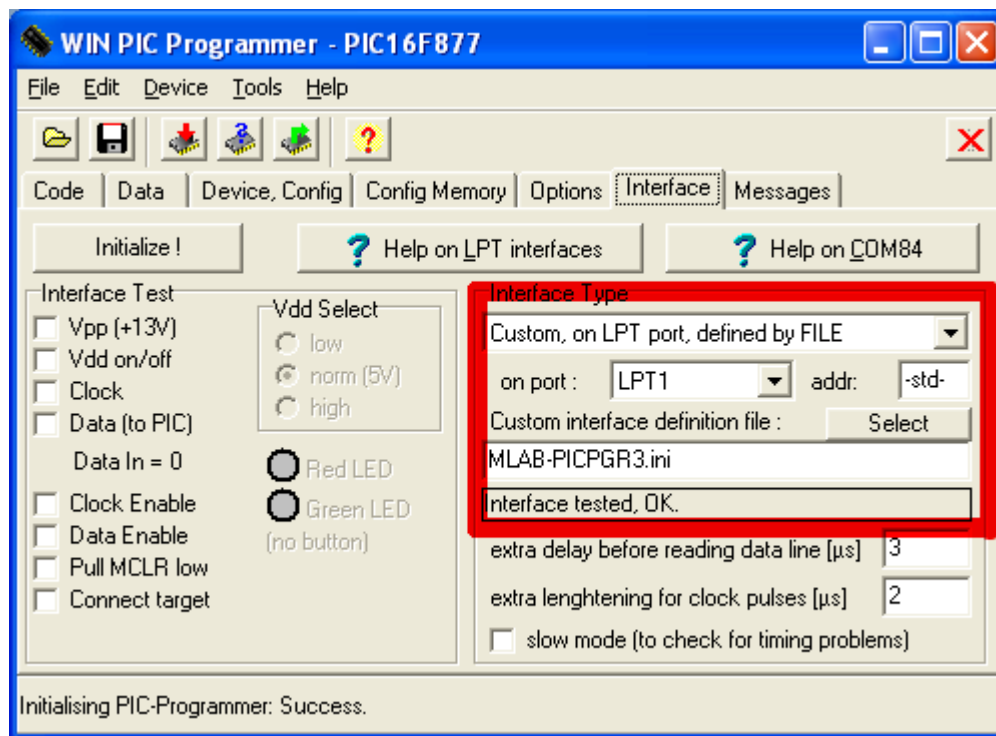 WIN PIC Programmer - PIC16F877
File Edit Device Tools Help
Code Data Device, Config Config Memory Options Interface Messages
Initialize ! ? Help on LPT interfaces ? Help on COM84
Interface Test
Vpp (+13V)
Vdd on/off
Clock
Data (to PIC)
Data In = 0
Clock Enable
Data Enable
Pull MCLR low
Connect target
Vdd Select
low
norm (5V)
high
Red LED
Green LED
(no button)
Interface Type
Custom, on LPT port, defined by FILE
on port : LPT1 addr: -std-
Custom interface definition file : Select
MLAB-PICPGR3.ini
Interface tested, OK.
extra delay before reading data line [µs] 3
extra lenghtening for clock pulses [µs] 2
slow mode (to check for timing problems)
Initialising PIC-Programmer: Success.